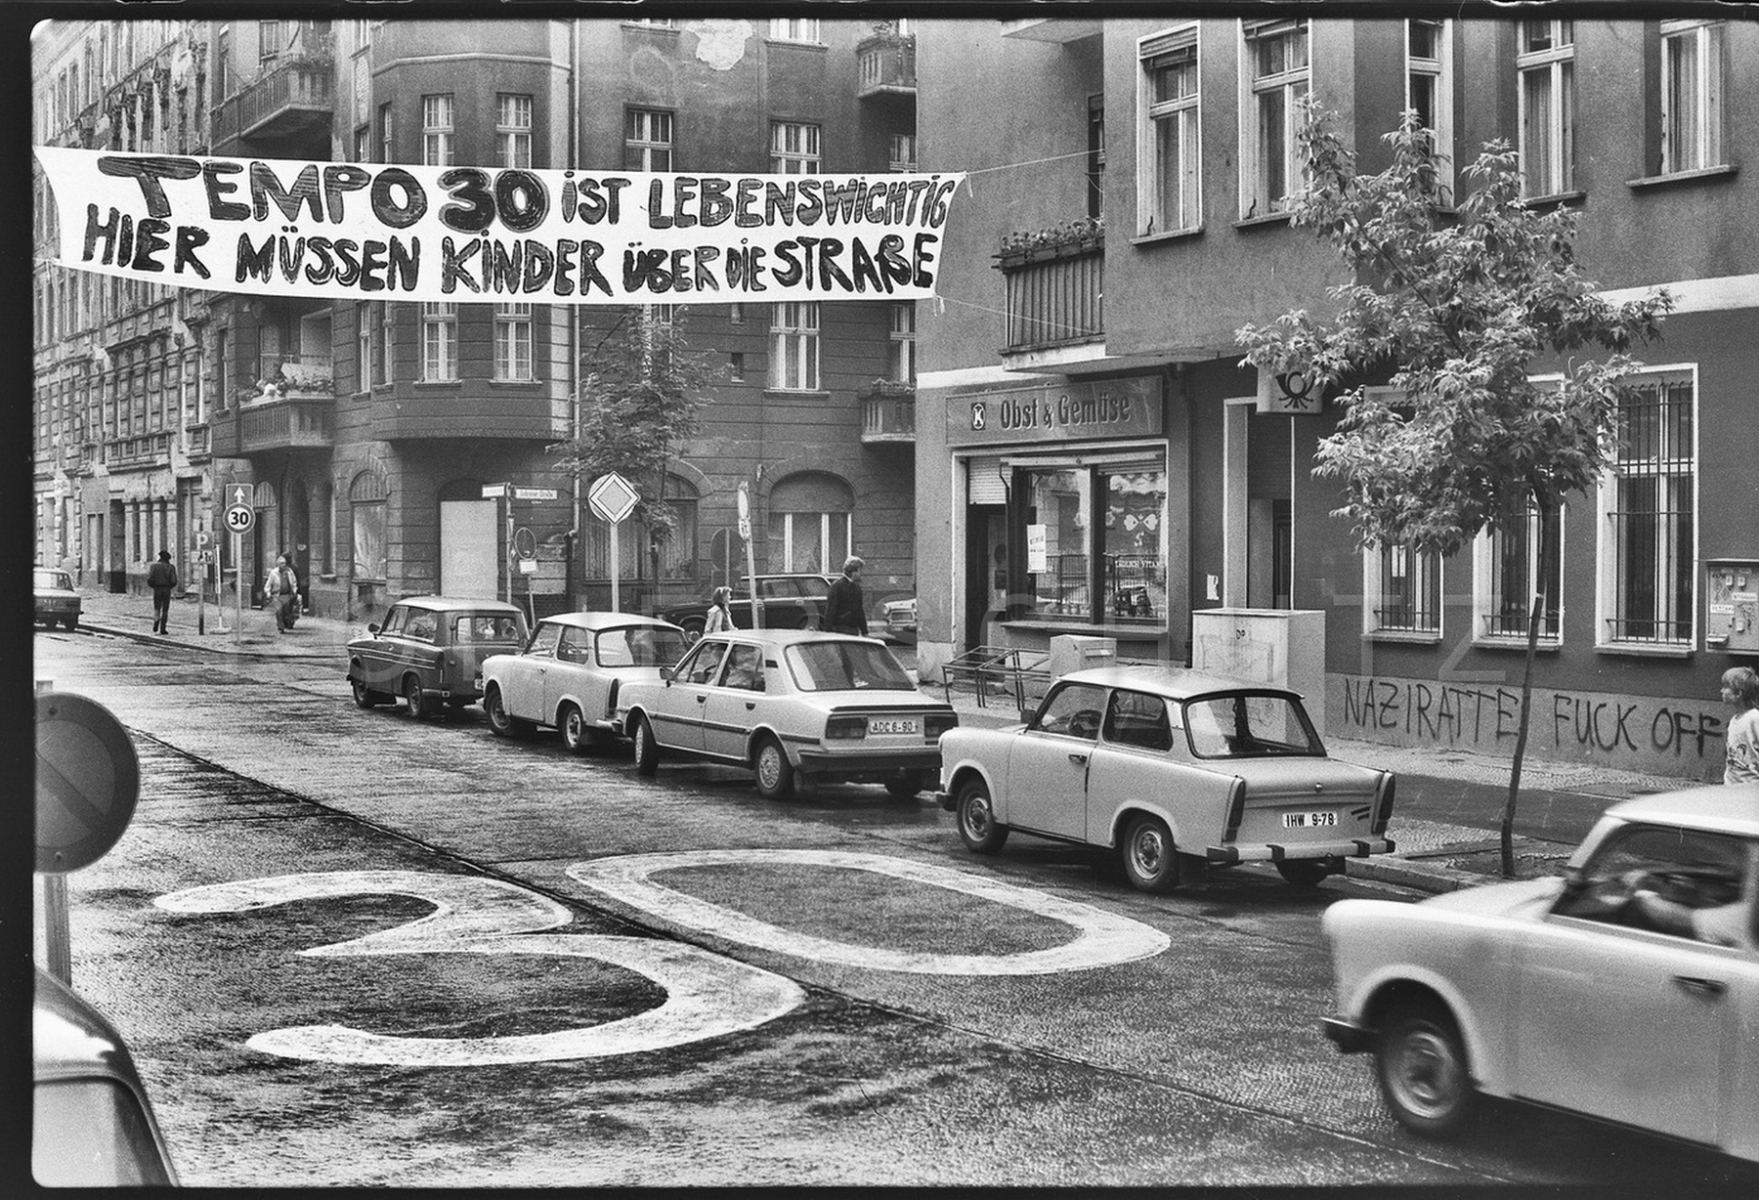 TEMPO 30 iST LEBENSWiCHTiG
HIER MÜSSEN KiNDER ÜBER DiE STRAßE
Obst & Gemüse
30
P
ADC 6-90
IHW 9-78
NAZIRATTE FUCK OFF
30